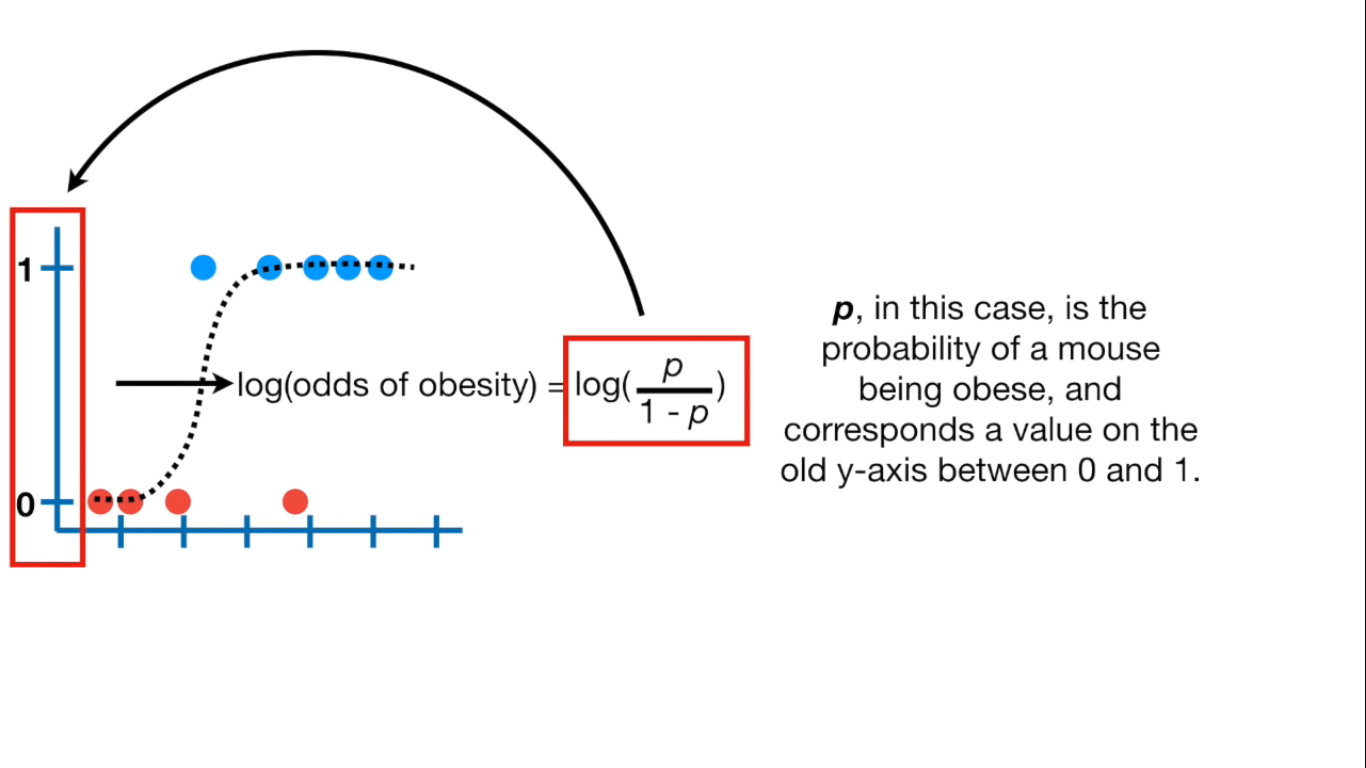 1
log(odds of obesity) = log(p / 1 - p)
0
p, in this case, is the
probability of a mouse
being obese, and
corresponds a value on the
old y-axis between 0 and 1.